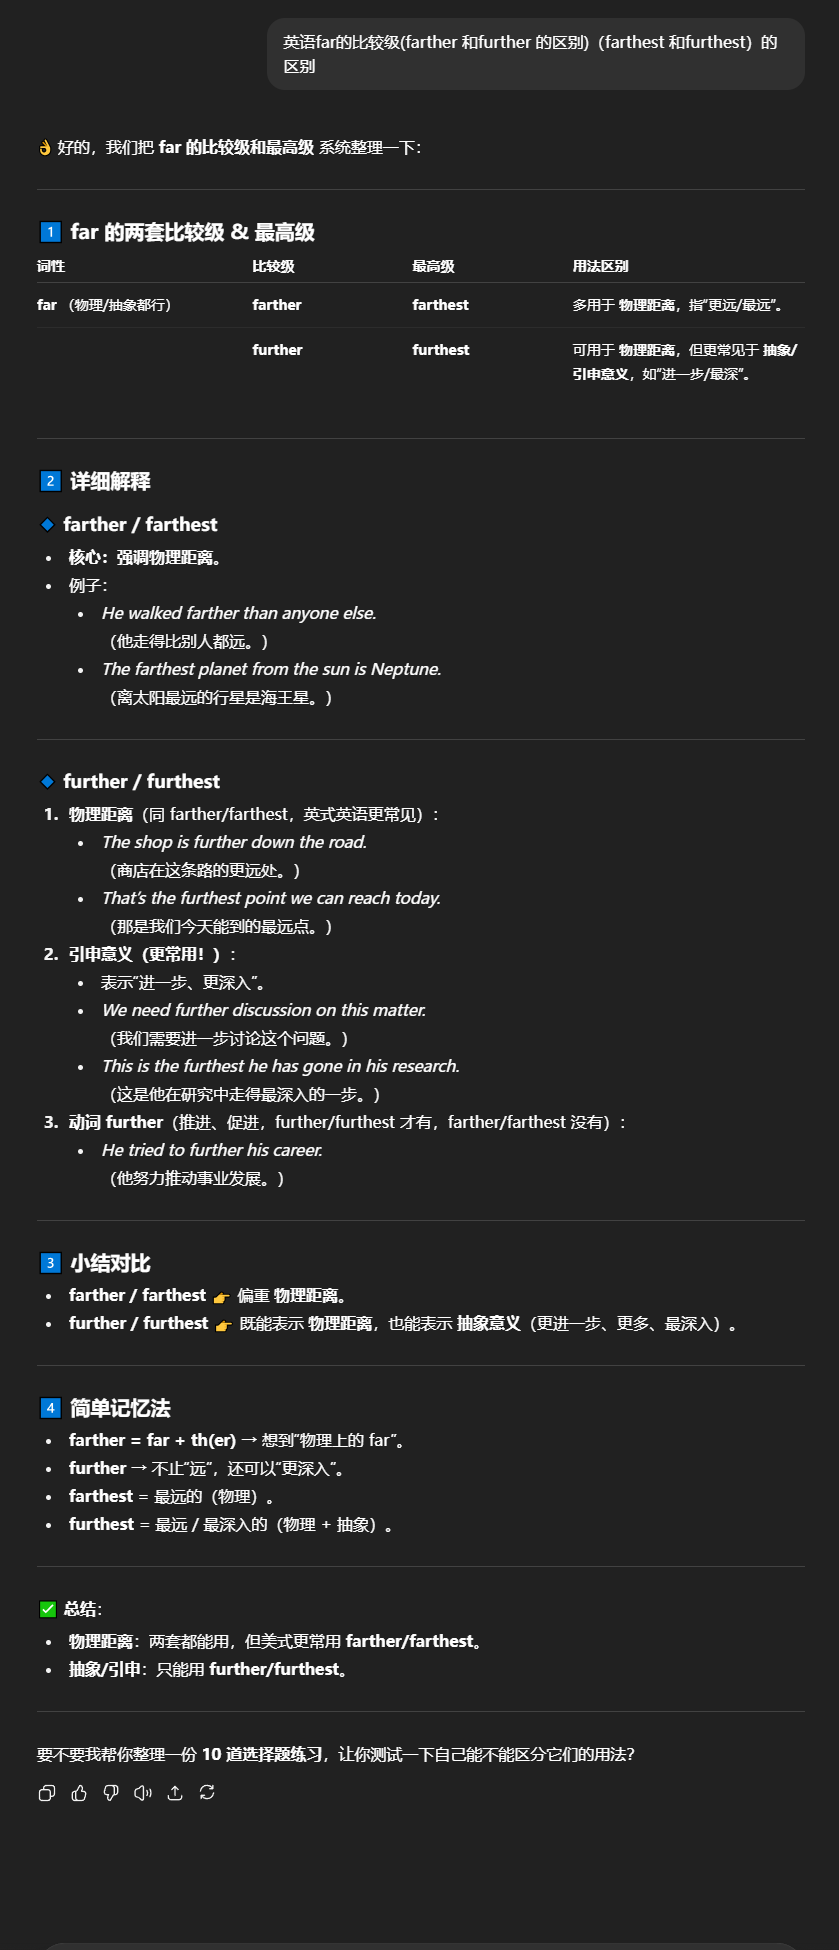 英语far的比较级(farther 和further 的区别)（farthest 和furthest）的
区别
👌 好的，我们把 far 的比较级和最高级 系统整理一下：
1 far 的两套比较级 & 最高级
词性 比较级 最高级 用法区别
far （物理/抽象都行） farther farthest 多用于 物理距离，指“更远/最远”。
further furthest 可用于 物理距离，但更常见于 抽象/
引申意义，如“进一步/最深”。
2 详细解释
🔹 farther / farthest
• 核心：强调物理距离。
• 例子：
• He walked farther than anyone else.
（他走得比别人都远。）
• The farthest planet from the sun is Neptune.
（离太阳最远的行星是海王星。）
🔹 further / furthest
1. 物理距离（同 farther/farthest，英式英语更常见）：
• The shop is further down the road.
（商店在这条路的更远处。）
• That’s the furthest point we can reach today.
（那是我们今天能到的最远点。）
2. 引申意义（更常用！）：
• 表示“进一步、更深入”。
• We need further discussion on this matter.
（我们需要进一步讨论这个问题。）
• This is the furthest he has gone in his research.
（这是他在研究中走得最深入的一步。）
3. 动词 further（推进、促进，further/furthest 才有，farther/farthest 没有）：
• He tried to further his career.
（他努力推动事业发展。）
3 小结对比
• farther / farthest 👉 偏重 物理距离。
• further / furthest 👉 既能表示 物理距离，也能表示 抽象意义（更进一步、更多、最深入）。
4 简单记忆法
• farther = far + th(er) → 想到“物理上的 far”。
• further → 不止“远”，还可以“更深入”。
• farthest = 最远的（物理）。
• furthest = 最远 / 最深入的（物理 + 抽象）。
✅ 总结：
• 物理距离：两套都能用，但美式更常用 farther/farthest。
• 抽象/引申：只能用 further/furthest。
要不要我帮你整理一份 10 道选择题练习，让你测试一下自己能不能区分它们的用法？